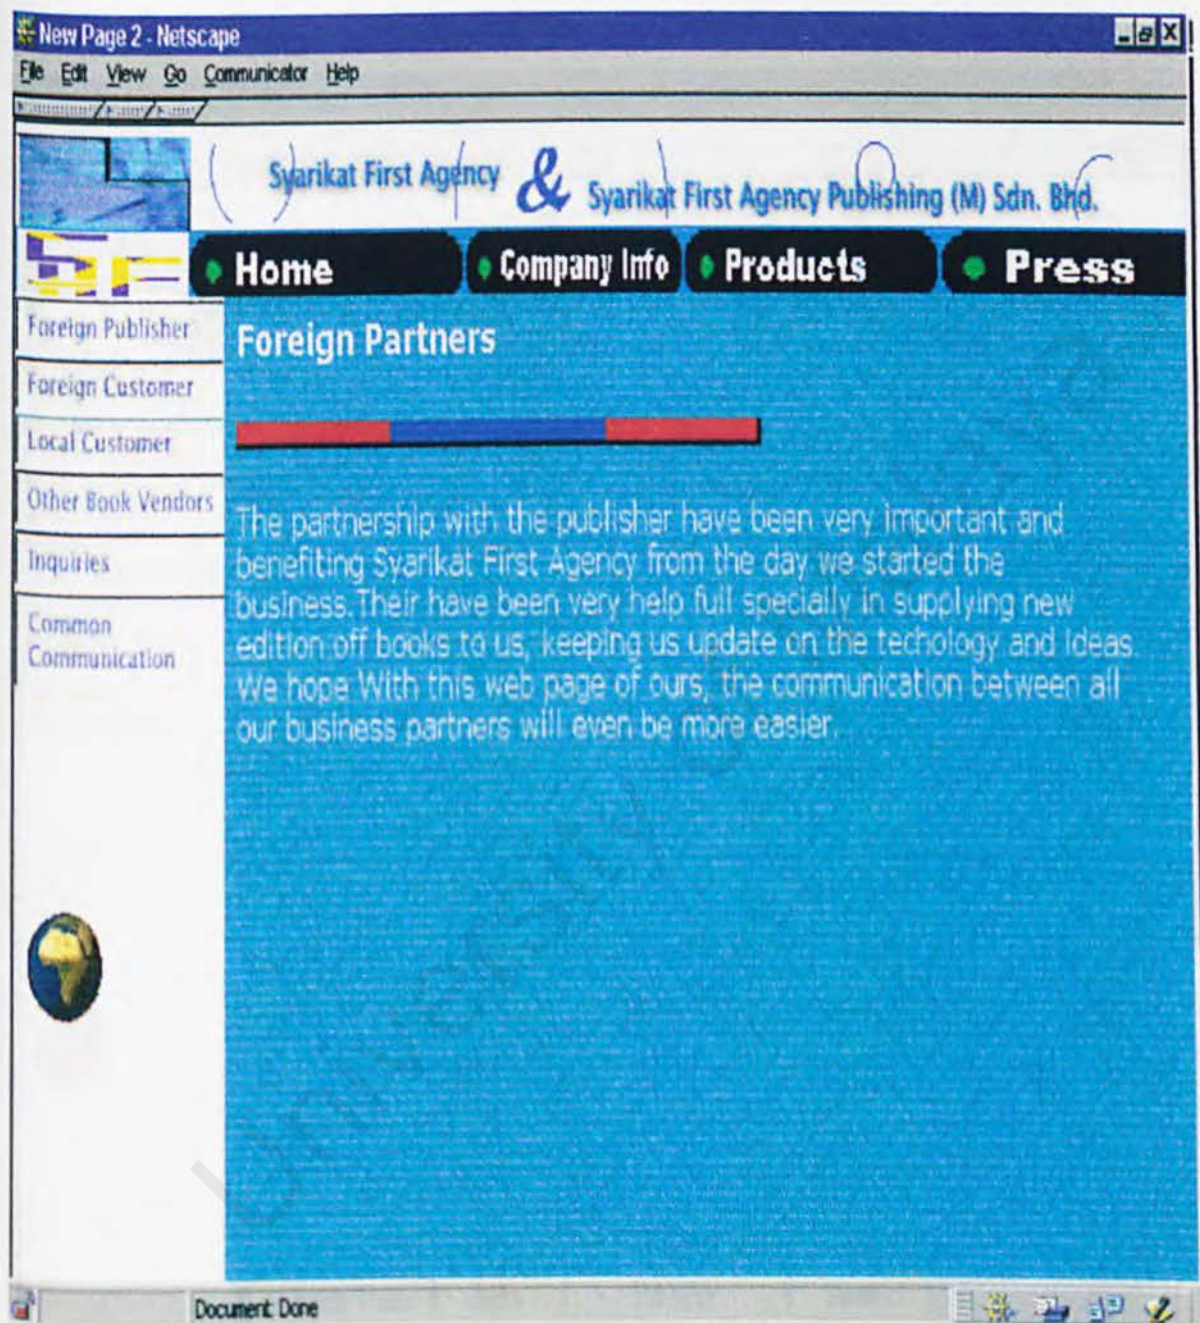 New Page 2 - Netscape
File Edit View Go Communicator Help
Syarikat First Agency & Syarikat First Agency Publishing (M) Sdn. Bhd.
Home Company Info Products Press
Foreign Publisher
Foreign Customer
Local Customer
Other Book Vendors
Inquiries
Common
Communication
Foreign Partners
The partnership with the publisher have been very important and
benefiting Syarikat First Agency from the day we started the
business. Their have been very help full specially in supplying new
edition off books to us, keeping us update on the techology and Ideas.
We hope With this web page of ours, the communication between all
our business partners will even be more easier.
Document: Done